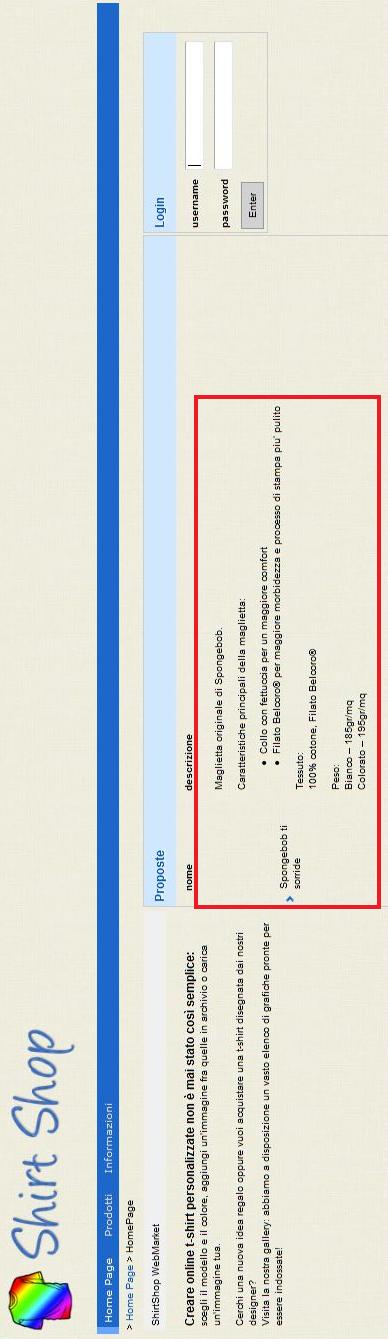 Shirt Shop
Home Page Prodotti Informazioni
> Home Page > HomePage
ShirtShop WebMarket
Creare online t-shirt personalizzate non è mai stato così semplice:
scegli il modello e il colore, aggiungi un'immagine fra quelle in archivio o carica
un'immagine tua.
Cerchi una nuova idea regalo oppure vuoi acquistare una t-shirt disegnata dai nostri
designer?
Visita la nostra gallery: abbiamo a disposizione un vasto elenco di grafiche pronte per
essere indossate!
Proposte
nome descrizione
Spongebob ti
sorride
Maglietta originale di Spongebob.
Caratteristiche principali della maglietta:
• Collo con fettuccia per un maggiore comfort
• Filato Belcoro® per maggiore morbidezza e processo di stampa piu' pulito
Tessuto:
100% cotone, Filato Belcoro®
Peso:
Bianco – 185gr/mq
Colorato – 195gr/mq
Login
username
password
Enter